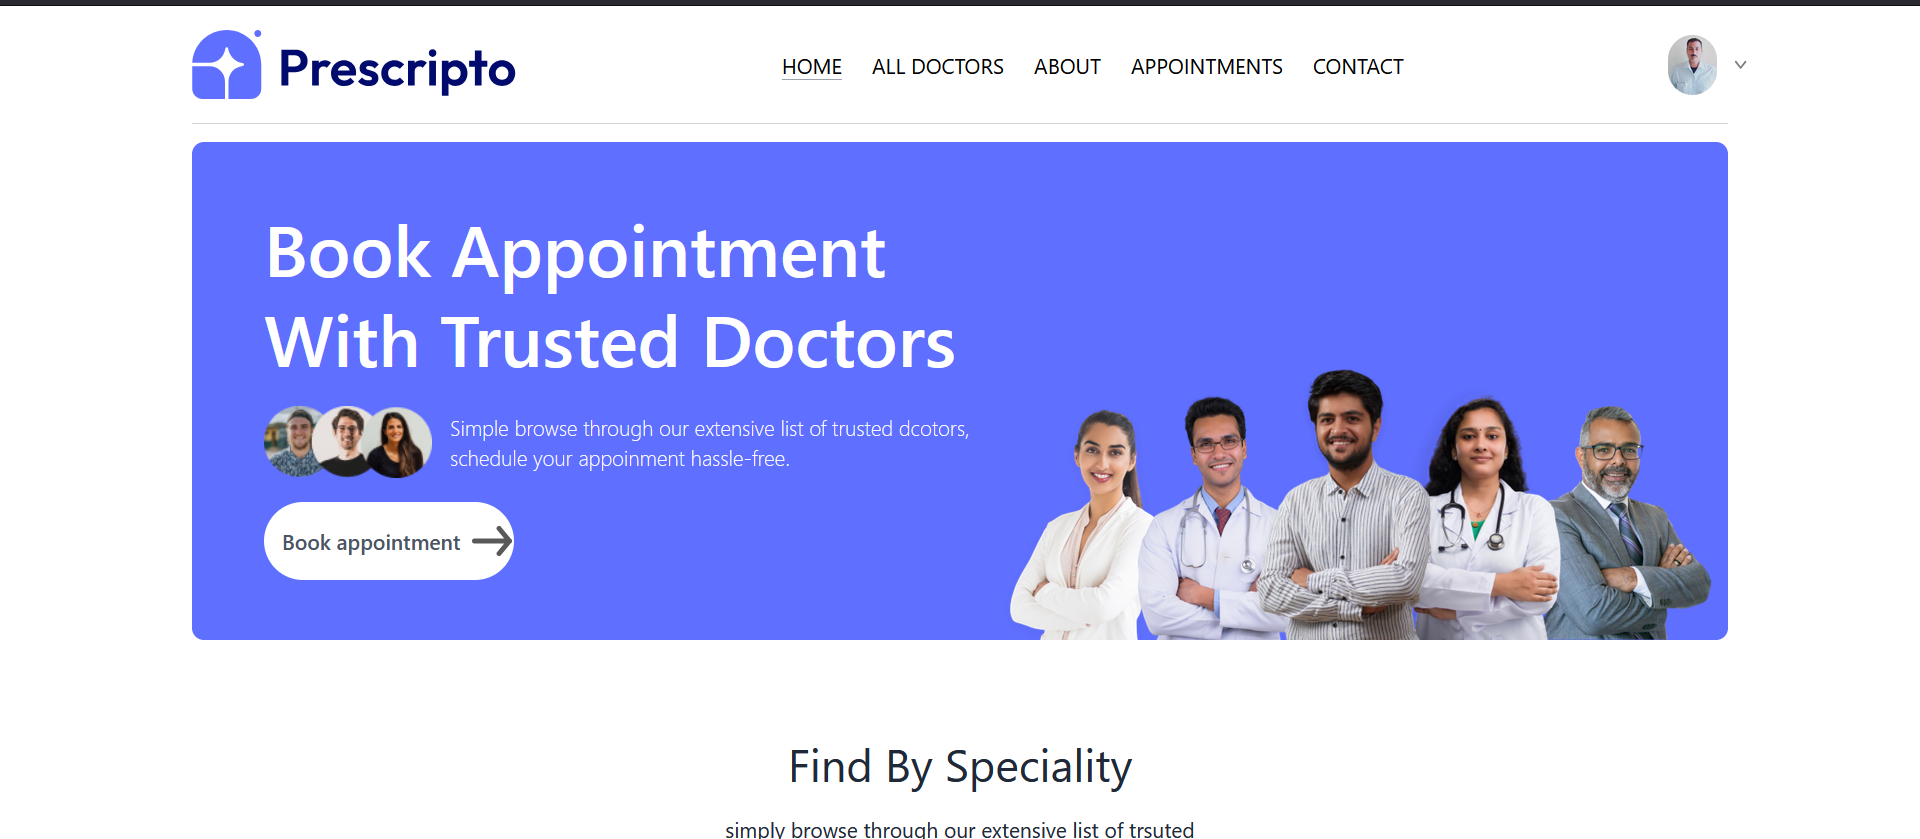 Prescripto
HOME ALL DOCTORS ABOUT APPOINTMENTS CONTACT
Book Appointment
With Trusted Doctors
Simple browse through our extensive list of trusted dcotors,
schedule your appoinment hassle-free.
Book appointment
Find By Speciality
simply browse through our extensive list of trsuted